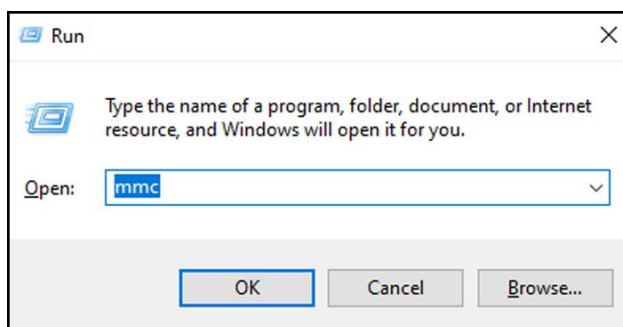 Run
Type the name of a program, folder, document, or Internet
resource, and Windows will open it for you.
Open: mmc
OK Cancel Browse...